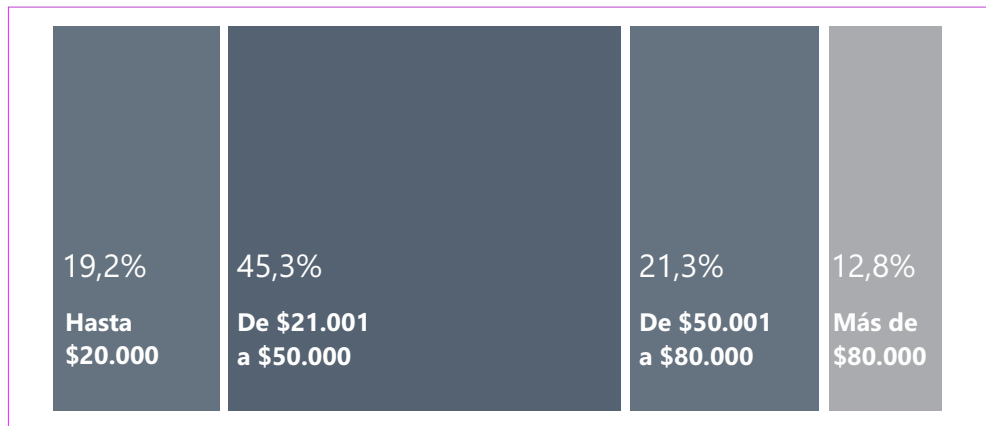 19,2%
Hasta
$20.000
45,3%
De $21.001
a $50.000
21,3%
De $50.001
a $80.000
12,8%
Más de
$80.000